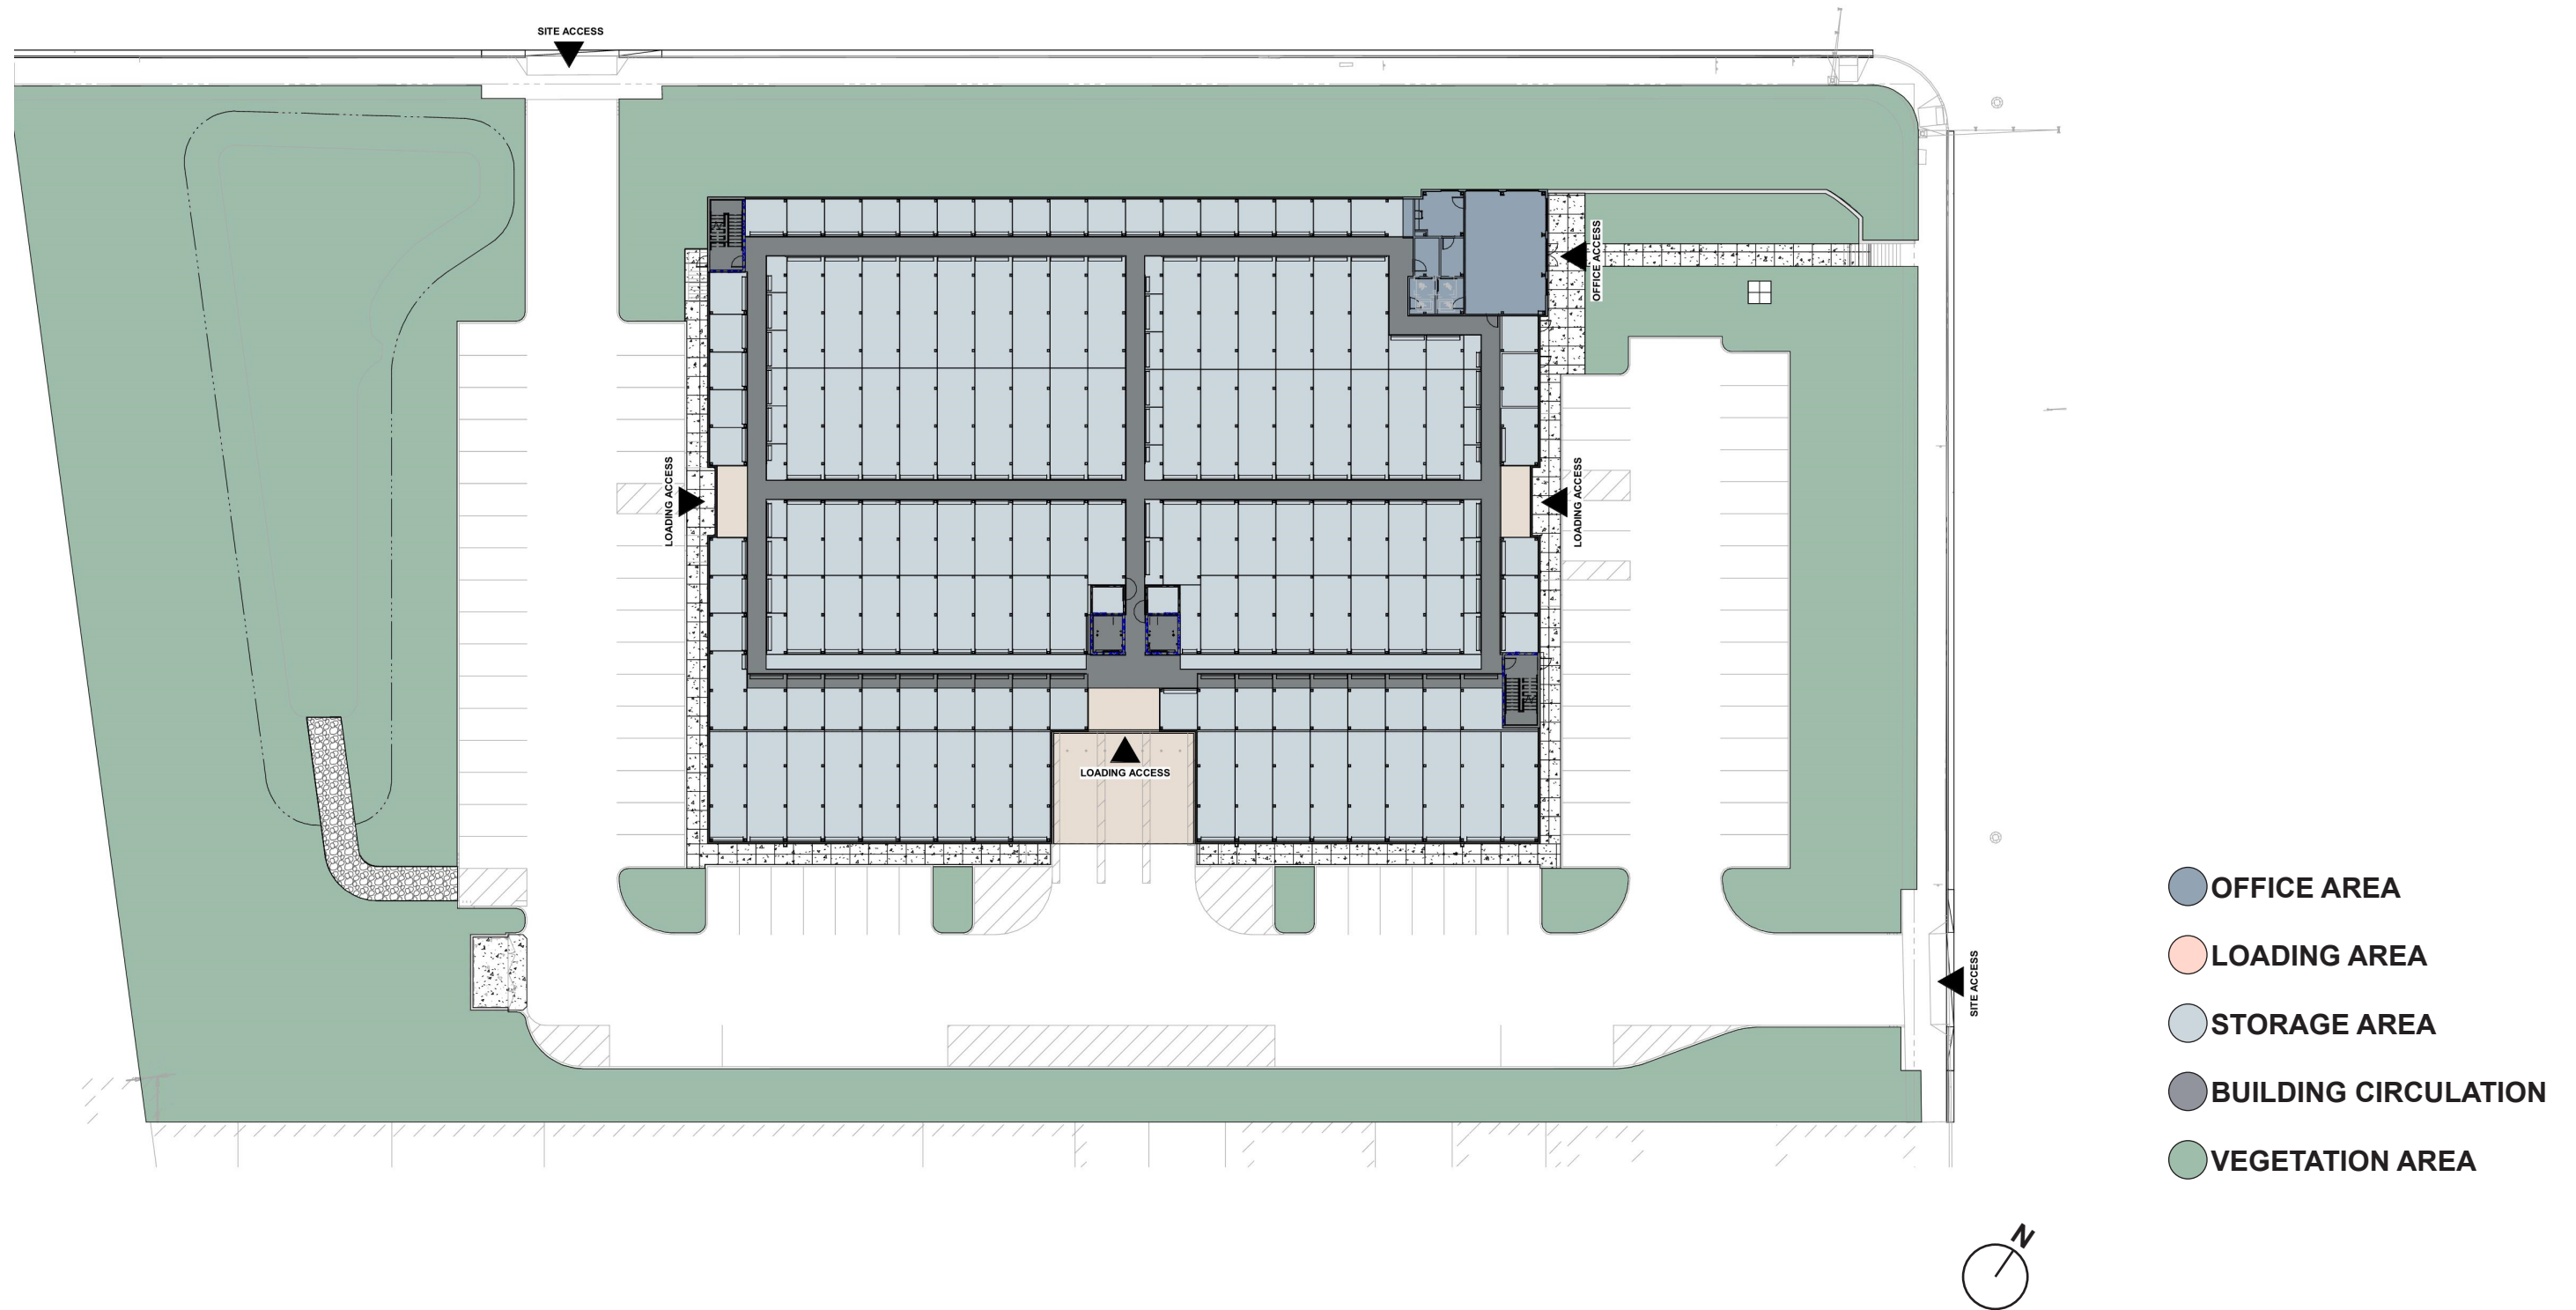 SITE ACCESS
OFFICE ACCESS
LOADING ACCESS
LOADING ACCESS
LOADING ACCESS
SITE ACCESS
OFFICE AREA
LOADING AREA
STORAGE AREA
BUILDING CIRCULATION
VEGETATION AREA
N